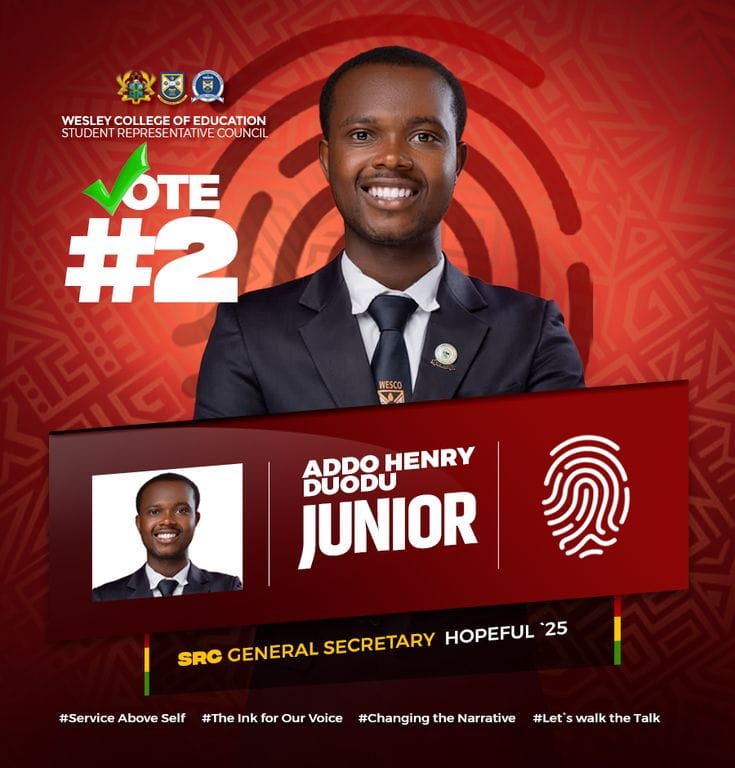 WESLEY COLLEGE OF EDUCATION
STUDENT REPRESENTATIVE COUNCIL
VOTE
#2
WESCO
ADDO HENRY
DUODU
JUNIOR
SRC GENERAL SECRETARY HOPEFUL `25
#Service Above Self #The Ink for Our Voice #Changing the Narrative #Let's walk the Talk